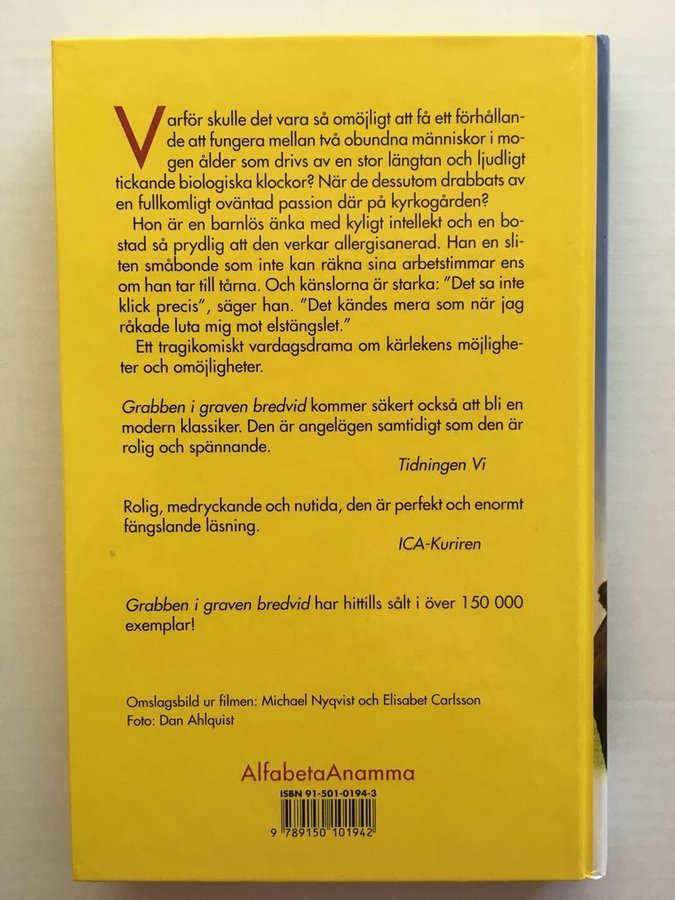 Varför skulle det vara så omöjligt att få ett förhållan-
de att fungera mellan två obundna människor i mo-
gen ålder som drivs av en stor längtan och ljudligt
tickande biologiska klockor? När de dessutom drabbats av
en fullkomligt oväntad passion där på kyrkogården?
Hon är en barnlös änka med kyligt intellekt och en bo-
stad så prydlig att den verkar allergisanerad. Han en sli-
ten småbonde som inte kan räkna sina arbetstimmar ens
om han tar till tårna. Och känslorna är starka: ”Det sa inte
klick precis”, säger han. ”Det kändes mera som när jag
råkade luta mig mot elstängslet.”
Ett tragikomiskt vardagsdrama om kärlekens möjlighe-
ter och omöjligheter.
Grabben i graven bredvid kommer säkert också att bli en
modern klassiker. Den är angelägen samtidigt som den är
rolig och spännande.
Tidningen Vi
Rolig, medryckande och nutida, den är perfekt och enormt
fängslande läsning.
ICA-Kuriren
Grabben i graven bredvid har hittills sålt i över 150 000
exemplar!
Omslagsbild ur filmen: Michael Nyqvist och Elisabet Carlsson
Foto: Dan Ahlquist
AlfabetaAnamma
ISBN 91-501-0194-3
9 789150 101942